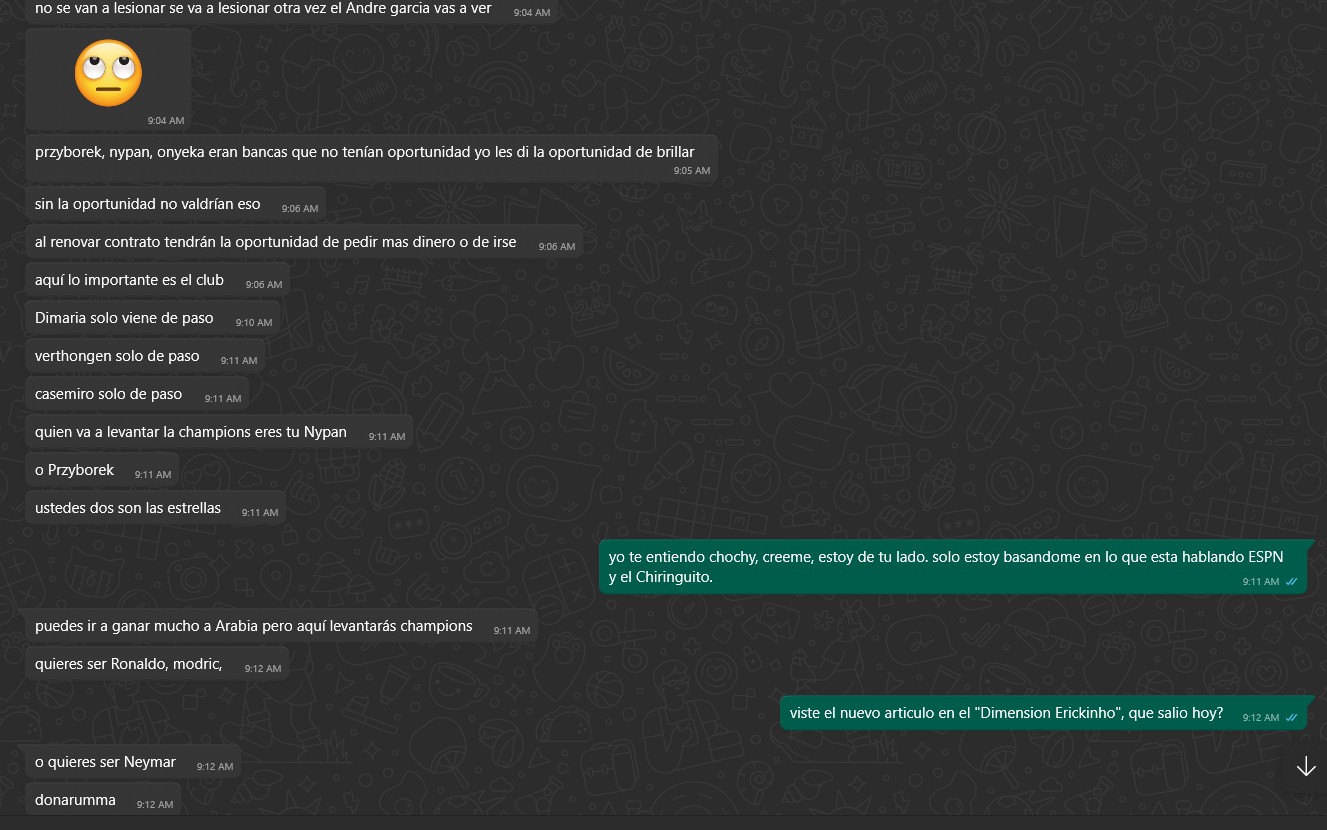 no se van a lesionar se va a lesionar otra vez el Andre garcia vas a ver
9:04 AM
9:04 AM
przyborek, nypan, onyeka eran bancas que no tenían oportunidad yo les di la oportunidad de brillar
9:05 AM
sin la oportunidad no valdrían eso
9:06 AM
al renovar contrato tendrán la oportunidad de pedir mas dinero o de irse
9:06 AM
aquí lo importante es el club
9:06 AM
Dimaria solo viene de paso
9:10 AM
verthongen solo de paso
9:11 AM
casemiro solo de paso
9:11 AM
quien va a levantar la champions eres tu Nypan
9:11 AM
o Przyborek
9:11 AM
ustedes dos son las estrellas
9:11 AM
yo te entiendo chochy, creeme, estoy de tu lado. solo estoy basandome en lo que esta hablando ESPN
y el Chiringuito.
9:11 AM
puedes ir a ganar mucho a Arabia pero aquí levantarás champions
9:11 AM
quieres ser Ronaldo, modric,
9:12 AM
viste el nuevo articulo en el "Dimension Erickinho", que salio hoy?
9:12 AM
o quieres ser Neymar
9:12 AM
donarumma
9:12 AM